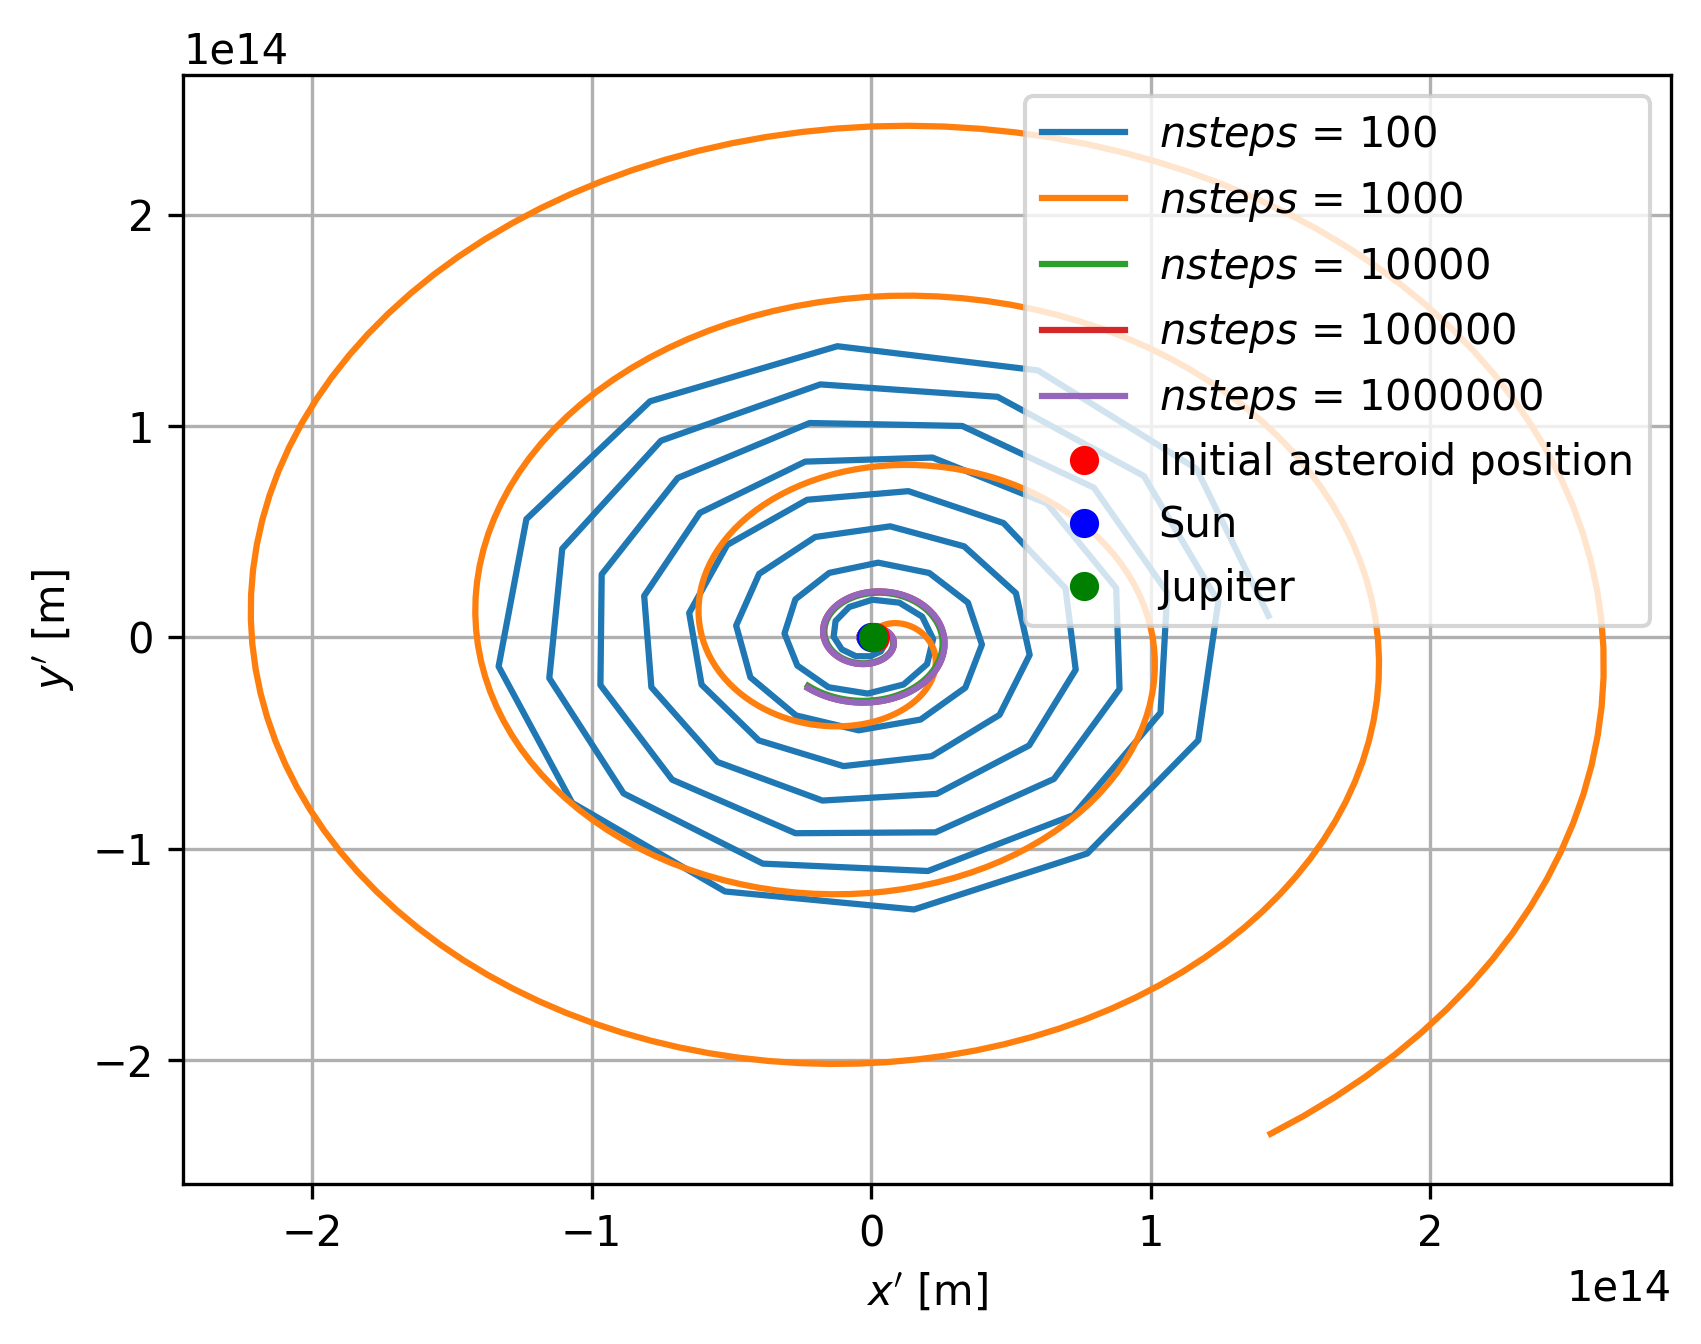 1e14
nsteps = 100
nsteps = 1000
nsteps = 10000
nsteps = 100000
nsteps = 1000000
Initial asteroid position
Sun
Jupiter
2
1
0
−1
−2
y′ [m]
−2 −1 0 1 2
x′ [m]
1e14